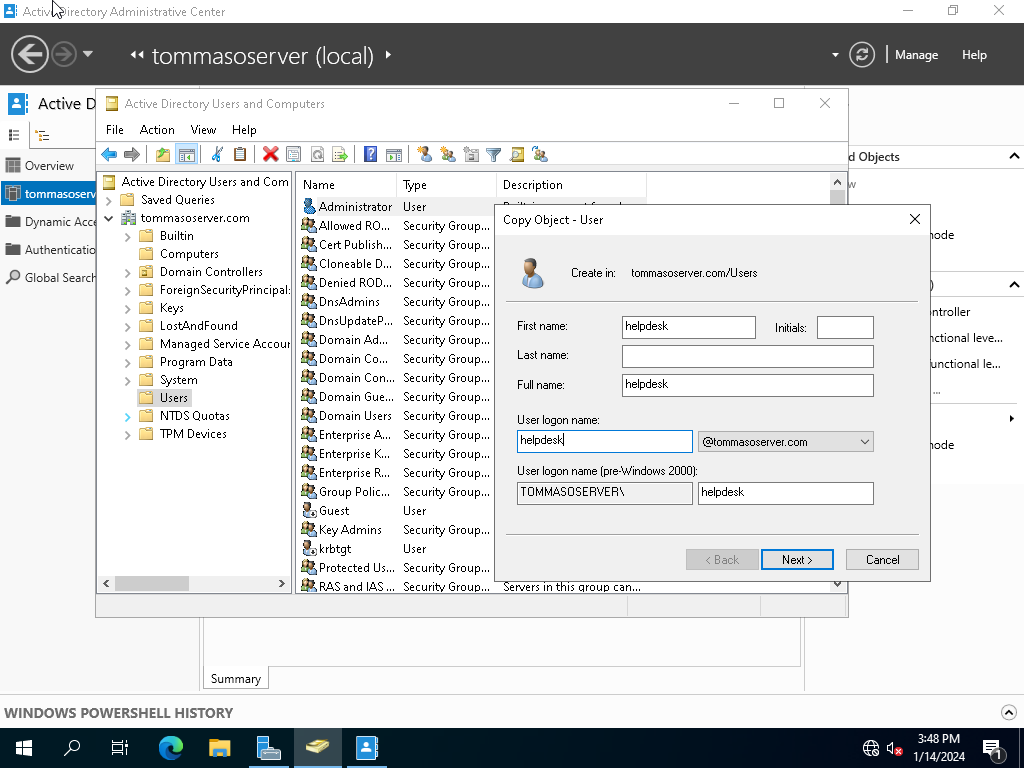 Active Directory Administrative Center
tommasoserver (local)
Manage
Help
Active D
Overview
tommasoserv
Dynamic Acce
Authenticatio
Global Search
Active Directory Users and Computers
File
Action
View
Help
Active Directory Users and Com
Saved Queries
tommasoserver.com
Builtin
Computers
Domain Controllers
ForeignSecurityPrincipal:
Keys
LostAndFound
Managed Service Accour
Program Data
System
Users
NTDS Quotas
TPM Devices
Name Type Description
Administrator User
Allowed RO... Security Group...
Cert Publish... Security Group...
Cloneable D... Security Group...
Denied ROD... Security Group...
DnsAdmins Security Group...
DnsUpdateP... Security Group...
Domain Ad... Security Group...
Domain Co... Security Group...
Domain Con... Security Group...
Domain Gue... Security Group...
Domain Users Security Group...
Enterprise A... Security Group...
Enterprise K... Security Group...
Enterprise R... Security Group...
Group Polic... Security Group...
Guest User
Key Admins Security Group...
krbtgt User
Protected Us... Security Group...
RAS and IAS ... Security Group... Servers in this group can...
Copy Object - User
Create in: tommasoserver.com/Users
First name: helpdesk Initials:
Last name:
Full name: helpdesk
User logon name:
helpdesk @tommasoserver.com
User logon name (pre-Windows 2000):
TOMMASOSERVER\ helpdesk
< Back Next > Cancel
d Objects
w
node
)
ntroller
nctional leve...
functional le...
...
node
Summary
WINDOWS POWERSHELL HISTORY
3:48 PM
1/14/2024
1